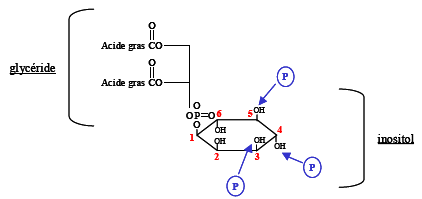 O
Acide gras CO
glycéride
O
Acide gras CO
P
O
OPO
O
6
5
OH
1
OH
4
OH
OH
OH
2
3
inositol
P
P